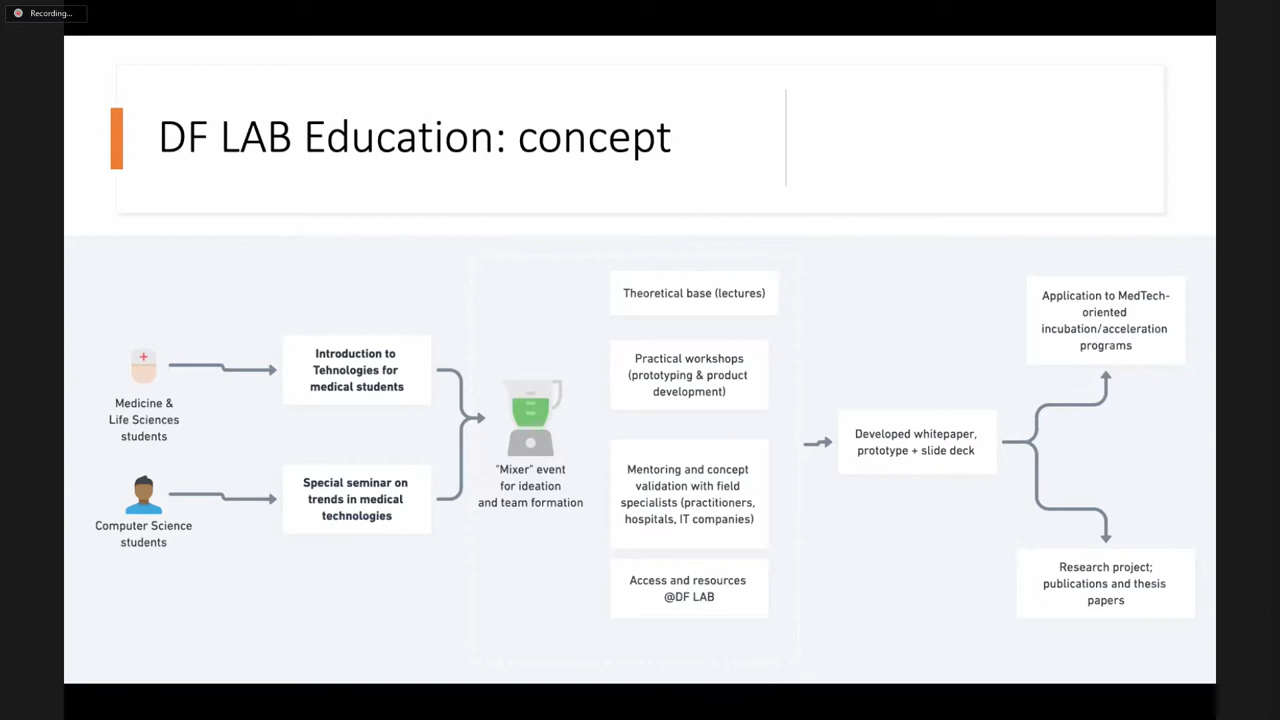 Recording...
DF LAB Education: concept
Medicine &
Life Sciences
students
Computer Science
students
Introduction to
Tehnologies for
medical students
Special seminar on
trends in medical
technologies
"Mixer" event
for ideation
and team formation
Theoretical base (lectures)
Practical workshops
(prototyping & product
development)
Mentoring and concept
validation with field
specialists (practitioners,
hospitals, IT companies)
Access and resources
@DF LAB
Developed whitepaper,
prototype + slide deck
Application to MedTech-
oriented
incubation/acceleration
programs
Research project;
publications and thesis
papers